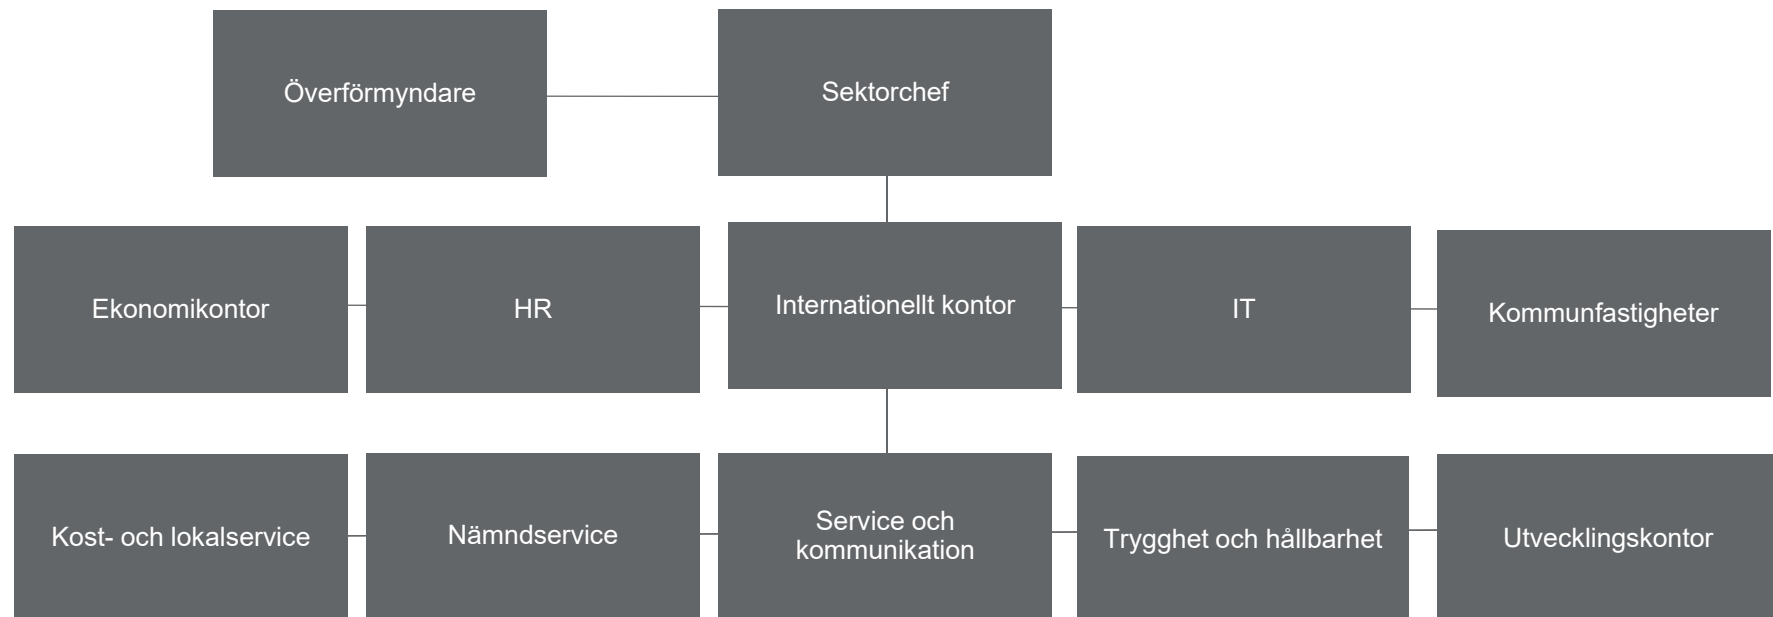 Överförmyndare
Sektorchef
Ekonomikontor
HR
Internationellt kontor
IT
Kommunfastigheter
Kost- och lokalservice
Nämndservice
Service och
kommunikation
Trygghet och hållbarhet
Utvecklingskontor